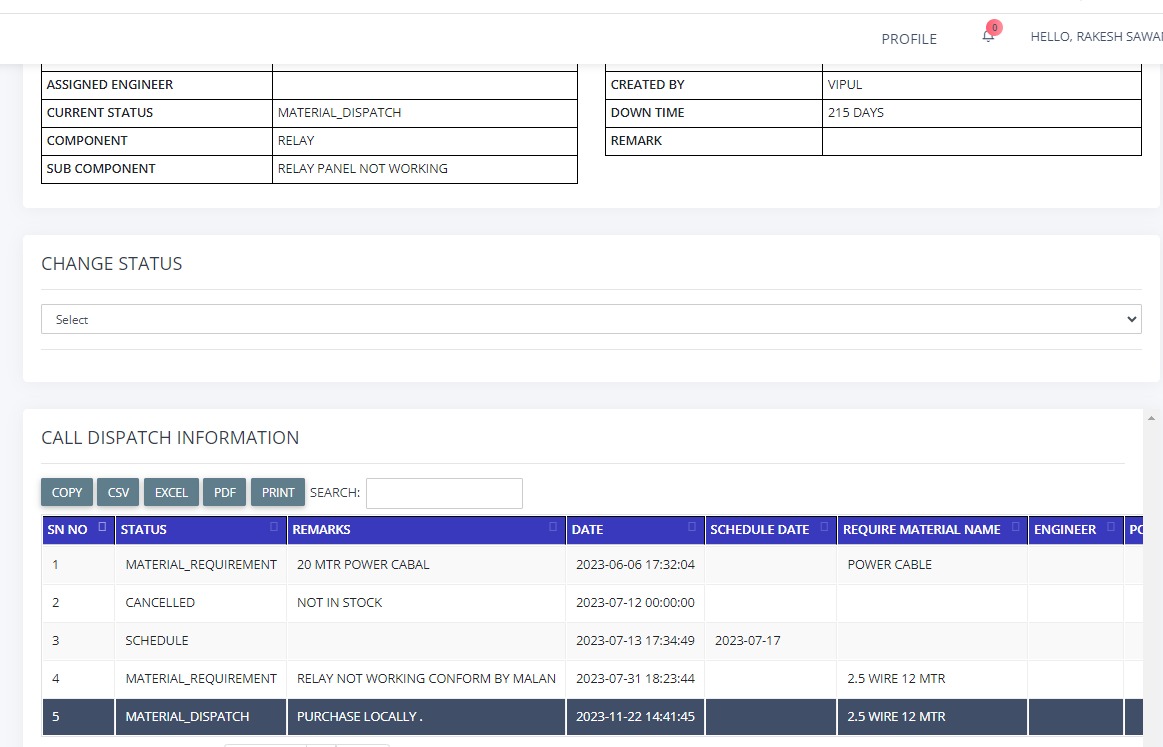 PROFILE 0 HELLO, RAKESH SAWA
ASSIGNED ENGINEER CREATED BY VIPUL
CURRENT STATUS MATERIAL_DISPATCH DOWN TIME 215 DAYS
COMPONENT RELAY REMARK
SUB COMPONENT RELAY PANEL NOT WORKING
CHANGE STATUS
Select
CALL DISPATCH INFORMATION
COPY CSV EXCEL PDF PRINT SEARCH:
SN NO STATUS REMARKS DATE SCHEDULE DATE REQUIRE MATERIAL NAME ENGINEER
1 MATERIAL_REQUIREMENT 20 MTR POWER CABAL 2023-06-06 17:32:04 POWER CABLE
2 CANCELLED NOT IN STOCK 2023-07-12 00:00:00
3 SCHEDULE 2023-07-13 17:34:49 2023-07-17
4 MATERIAL_REQUIREMENT RELAY NOT WORKING CONFORM BY MALAN 2023-07-31 18:23:44 2.5 WIRE 12 MTR
5 MATERIAL_DISPATCH PURCHASE LOCALLY . 2023-11-22 14:41:45 2.5 WIRE 12 MTR